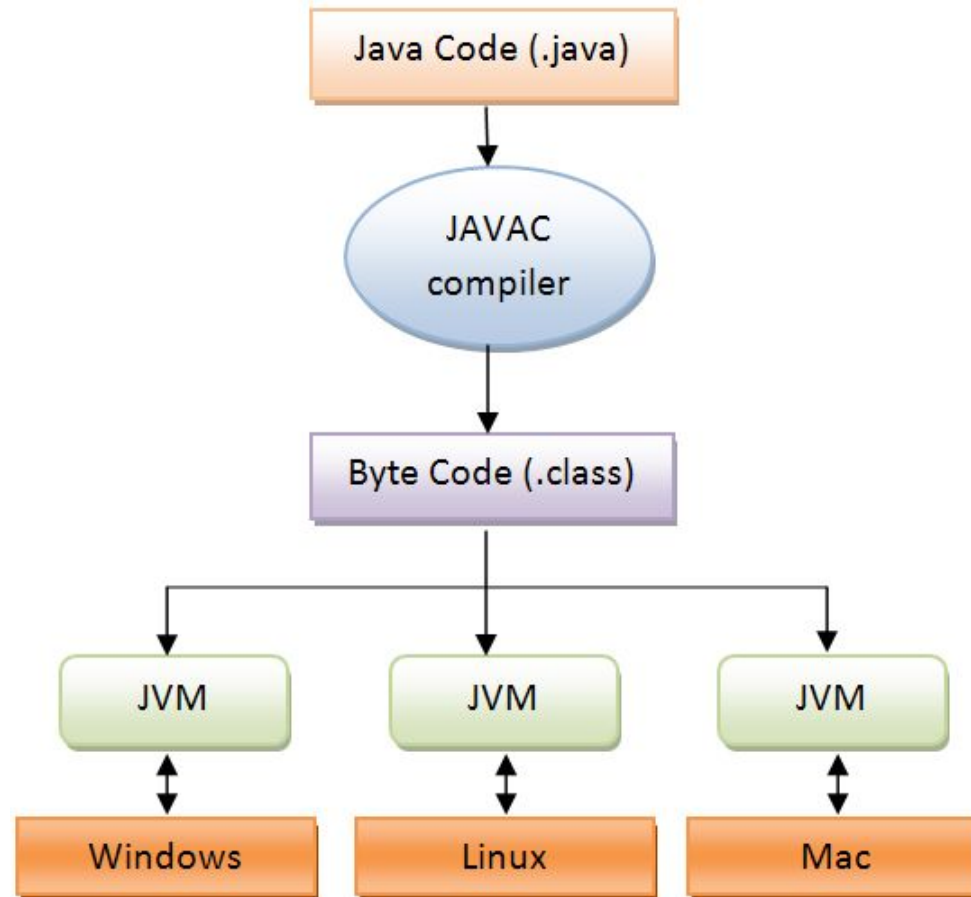 Java Code (.java)
JAVAC
compiler
Byte Code (.class)
JVM
JVM
JVM
Windows
Linux
Mac